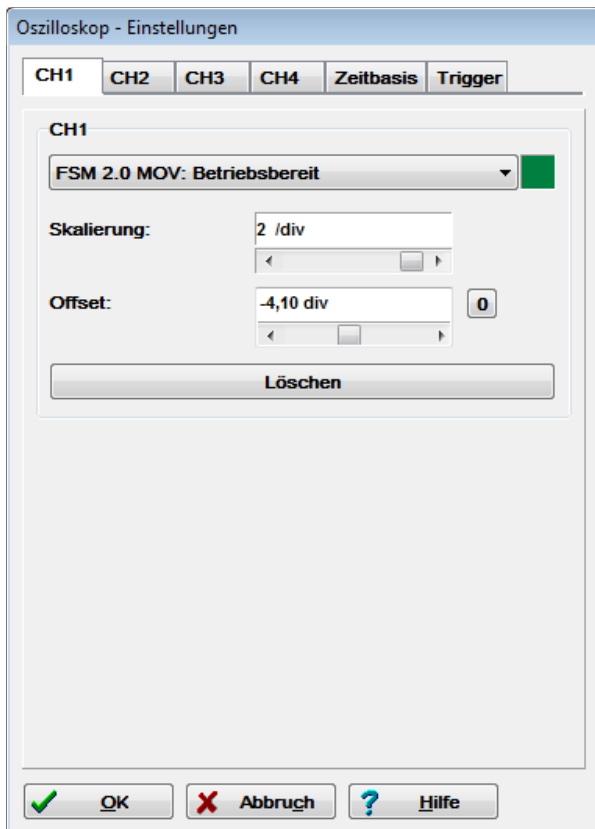 Oszilloskop - Einstellungen
CH1 CH2 CH3 CH4 Zeitbasis Trigger
CH1
FSM 2.0 MOV: Betriebsbereit
Skalierung: 2 /div
Offset: -4,10 div 0
Löschen
OK Abbruch ? Hilfe